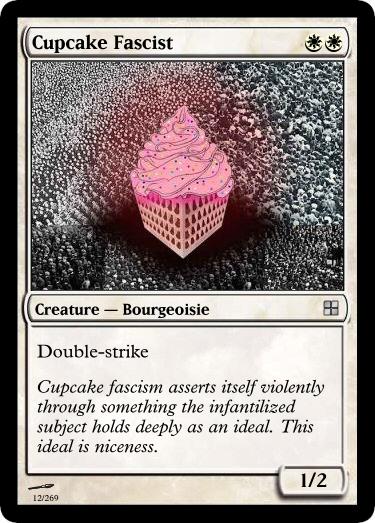 Cupcake Fascist
Creature — Bourgeoisie
Double-strike
Cupcake fascism asserts itself violently
through something the infantilized
subject holds deeply as an ideal. This
ideal is niceness.
1/2
12/269